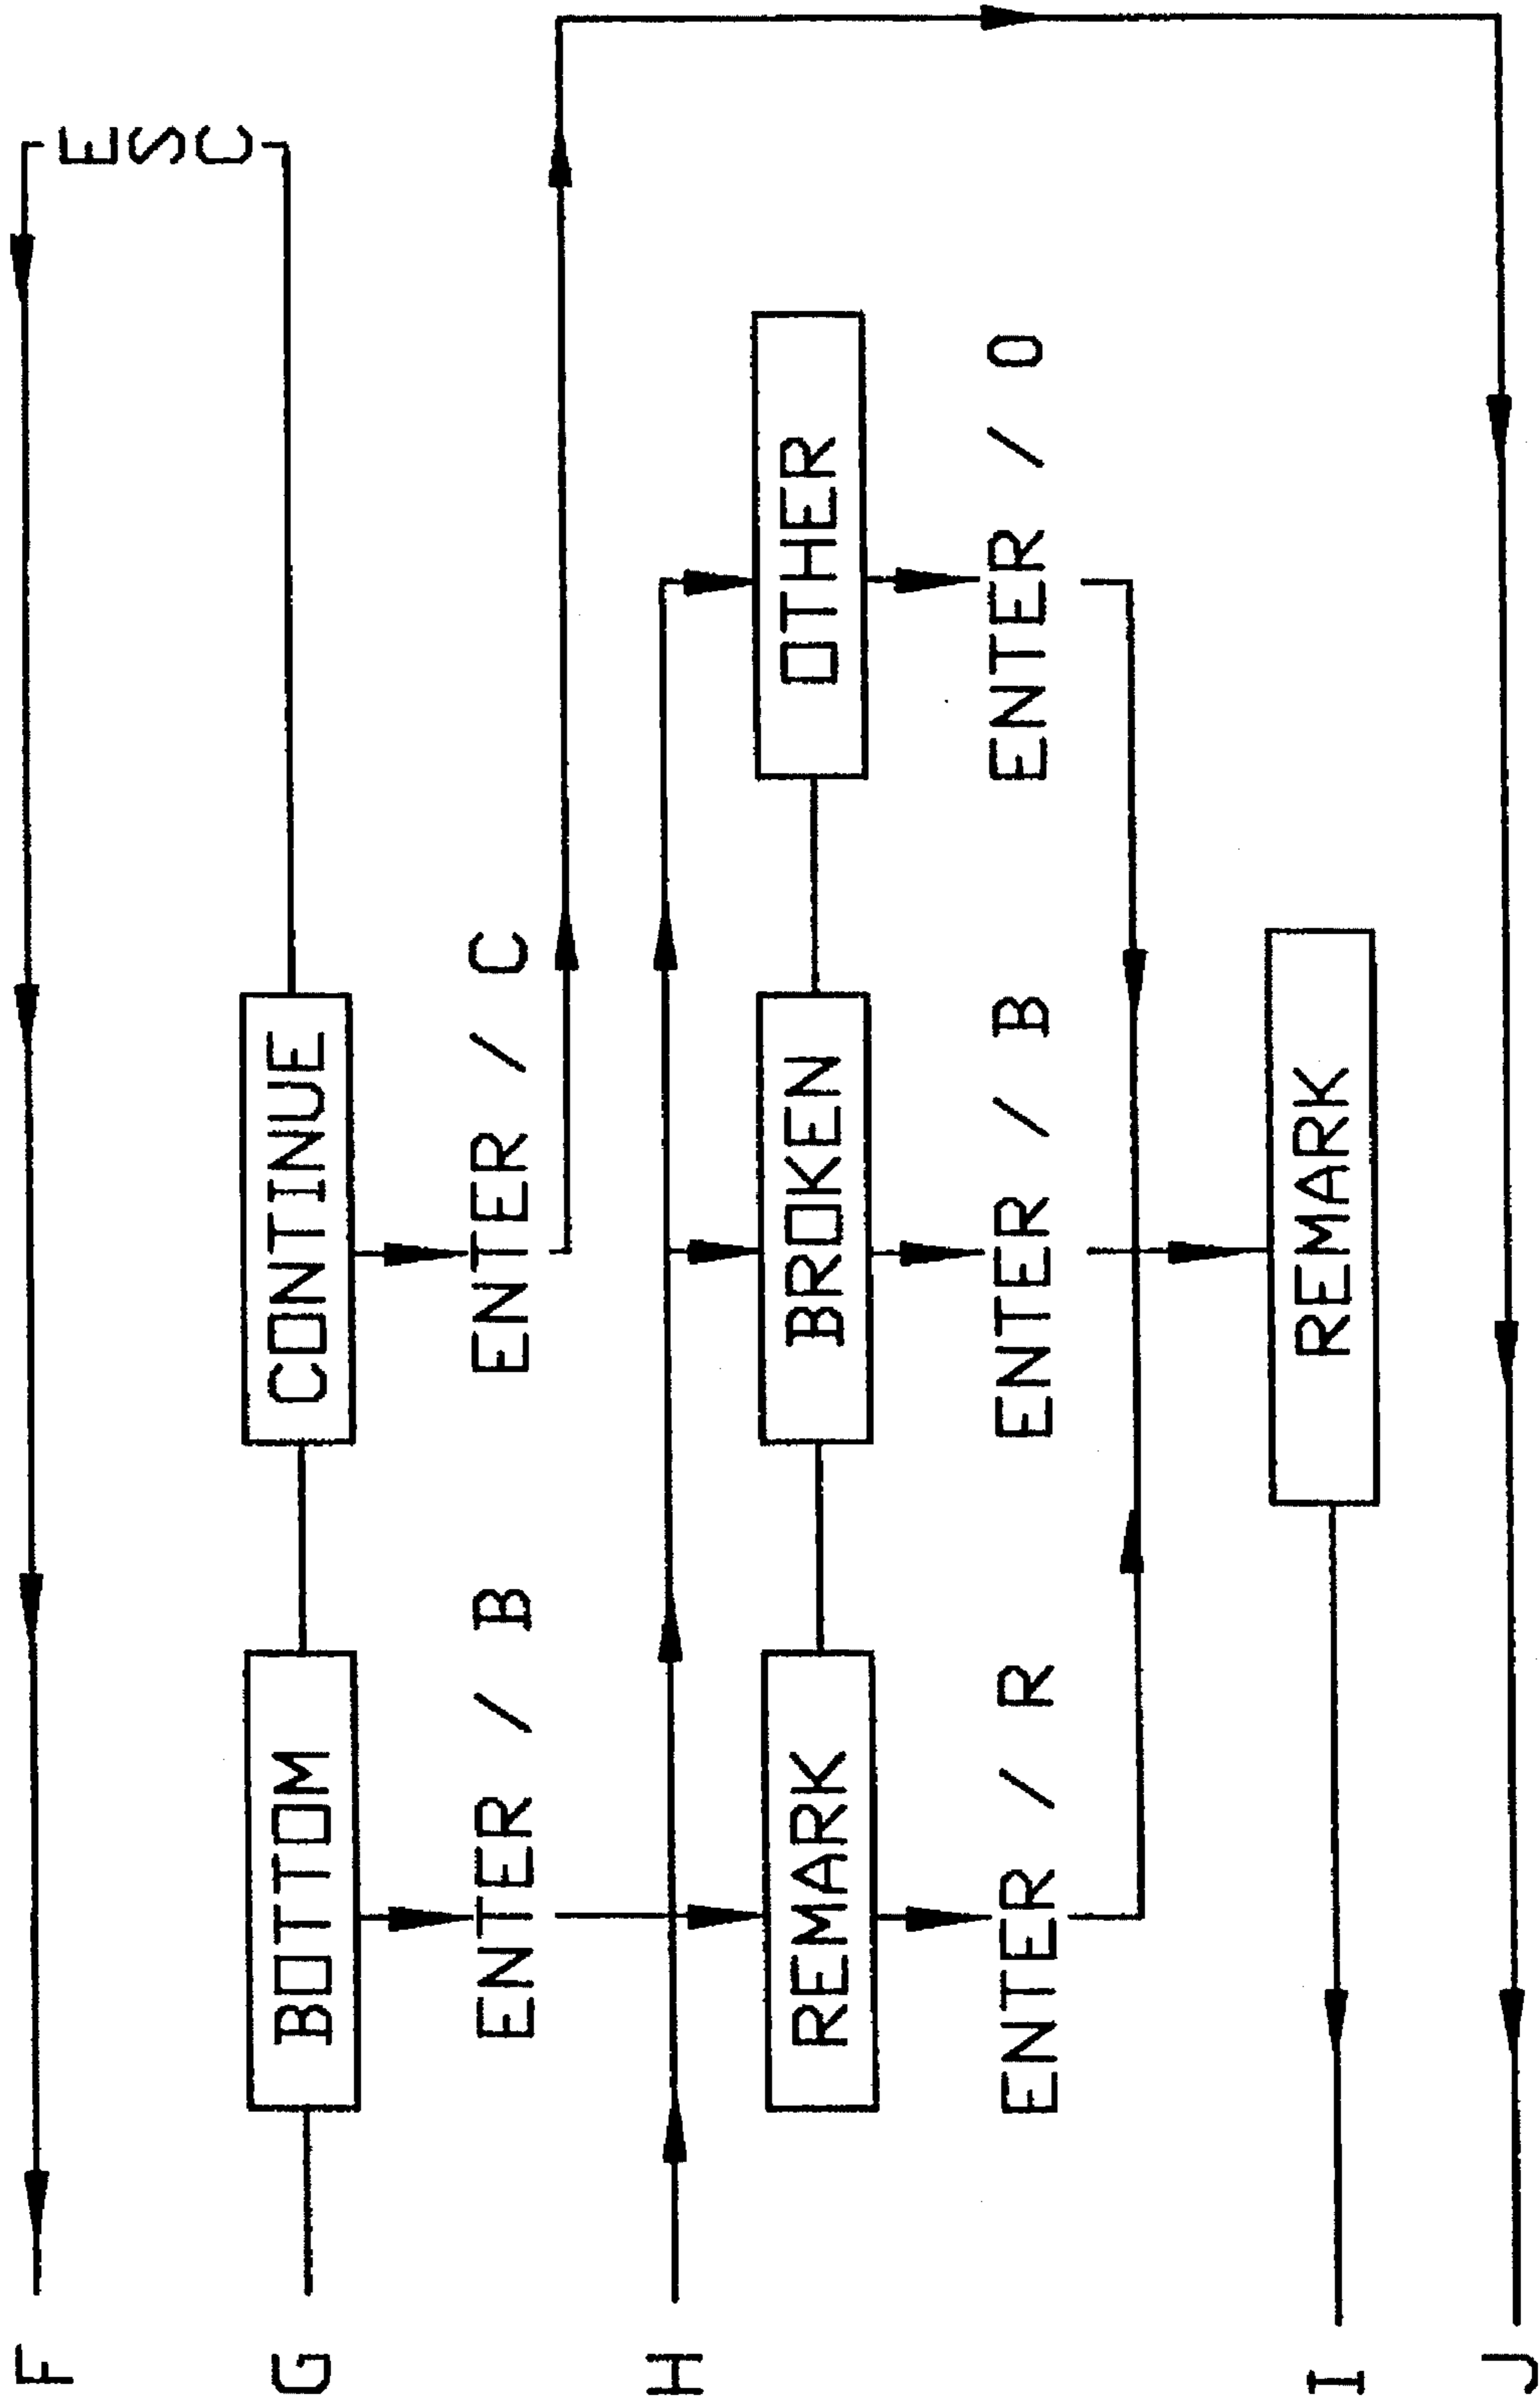 F
ESC
G
BOTTOM
CONTINUE
ENTER / B
ENTER / C
H
REMARK
BROKEN
OTHER
ENTER / R
ENTER / B
ENTER / O
REMARK
I
J